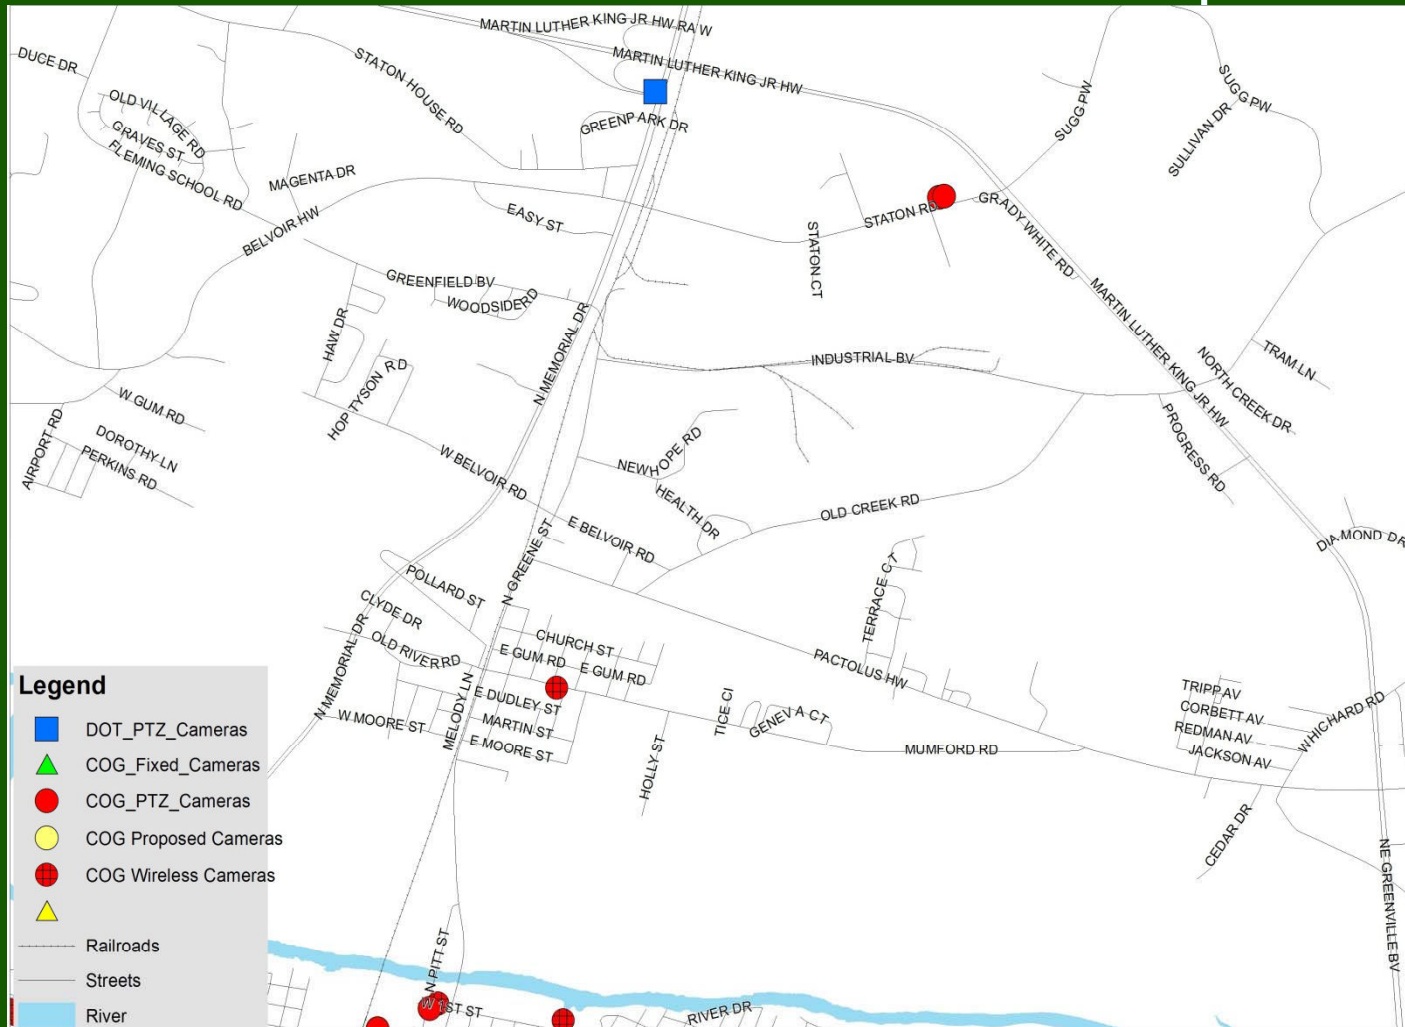 MARTIN LUTHER KING JR HW RA W
MARTIN LUTHER KING JR HW
DUCE DR
STATON HOUSE RD
SUGG PW
SUGG PW
OLD VILLAGE RD
GREENPARK DR
SULLIVAN DR
GRAVES ST
FLEMING SCHOOL RD
MAGENTA DR
BELVOIR HW
EASY ST
STATON RD
GRADY WHITE RD
STATON CT
GREENFIELD BV
WOODSIDE RD
MARTIN LUTHER KING JR HW
HAW DR
N MEMORIAL DR
INDUSTRIAL BV
TRAM LN
NORTH CREEK DR
HOP TYSON RD
W GUM RD
AIRPORT RD
DOROTHY LN
PERKINS RD
PROGRESS RD
W BELVOIR RD
NEW HOPE RD
HEALTH DR
OLD CREEK RD
E BELVOIR RD
DIAMOND DR
N GREENE ST
POLLARD ST
TERRACE CT
CLYDE DR
OLD RIVER RD
CHURCH ST
E GUM RD
E GUM RD
PACTOLUS HW
N MEMORIAL DR
MELODY LN
E DUDLEY ST
W MOORE ST
MARTIN ST
E MOORE ST
TICE CI
GENEVA CT
HOLLY ST
MUMFORD RD
TRIPP AV
CORBETT AV
REDMAN AV
JACKSON AV
WHICHARD RD
CEDAR DR
NE GREENVILLE BV
N PITT ST
W 1ST ST
RIVER DR
Legend
DOT_PTZ_Cameras
COG_Fixed_Cameras
COG_PTZ_Cameras
COG Proposed Cameras
COG Wireless Cameras
Railroads
Streets
River